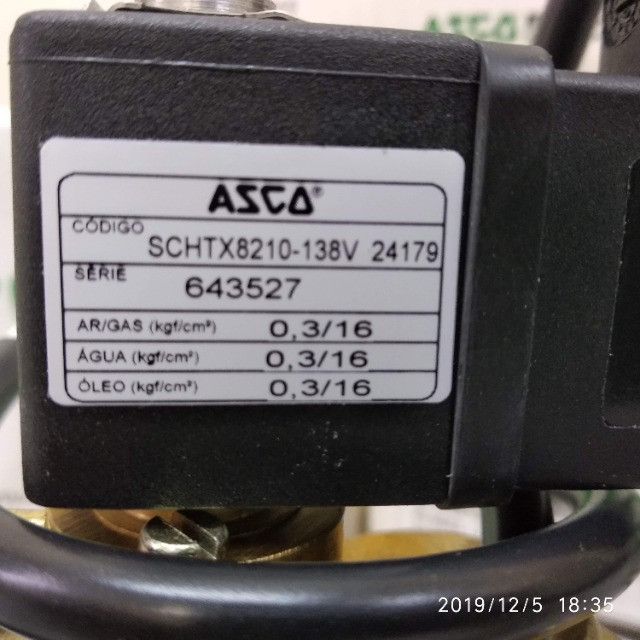 ASCO
ASCO®
CÓDIGO SCHTX8210-138V 24179
SÉRIE 643527
AR/GAS (kgf/cm²) 0,3/16
ÁGUA (kgf/cm²) 0,3/16
ÓLEO (kgf/cm²) 0,3/16
2019/12/5 18:35